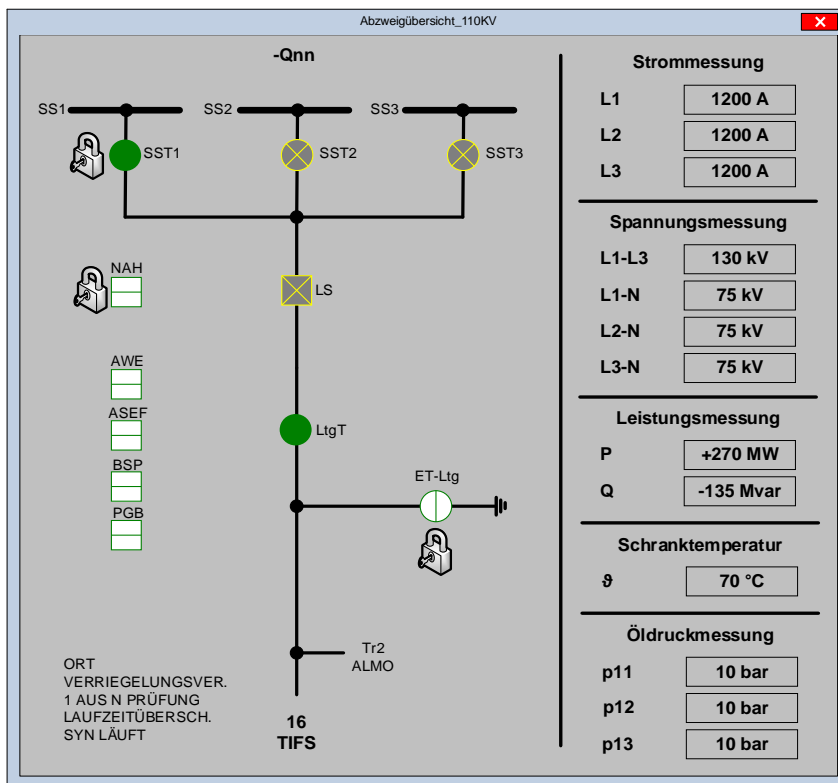 Abzweigübersicht_110KV
-Qnn
SS1
SS2
SS3
SST1
SST2
SST3
NAH
LS
AWE
ASEF
LtgT
BSP
ET-Ltg
PGB
Tr2
ALMO
ORT
VERRIEGELUNGSVER.
1 AUS N PRÜFUNG
LAUFZEITÜBERSCH.
SYN LÄUFT
16
TIFS
Strommessung
L1 1200 A
L2 1200 A
L3 1200 A
Spannungsmessung
L1-L3 130 kV
L1-N 75 kV
L2-N 75 kV
L3-N 75 kV
Leistungsmessung
P +270 MW
Q -135 Mvar
Schranktemperatur
ϑ 70 °C
Öldruckmessung
p11 10 bar
p12 10 bar
p13 10 bar